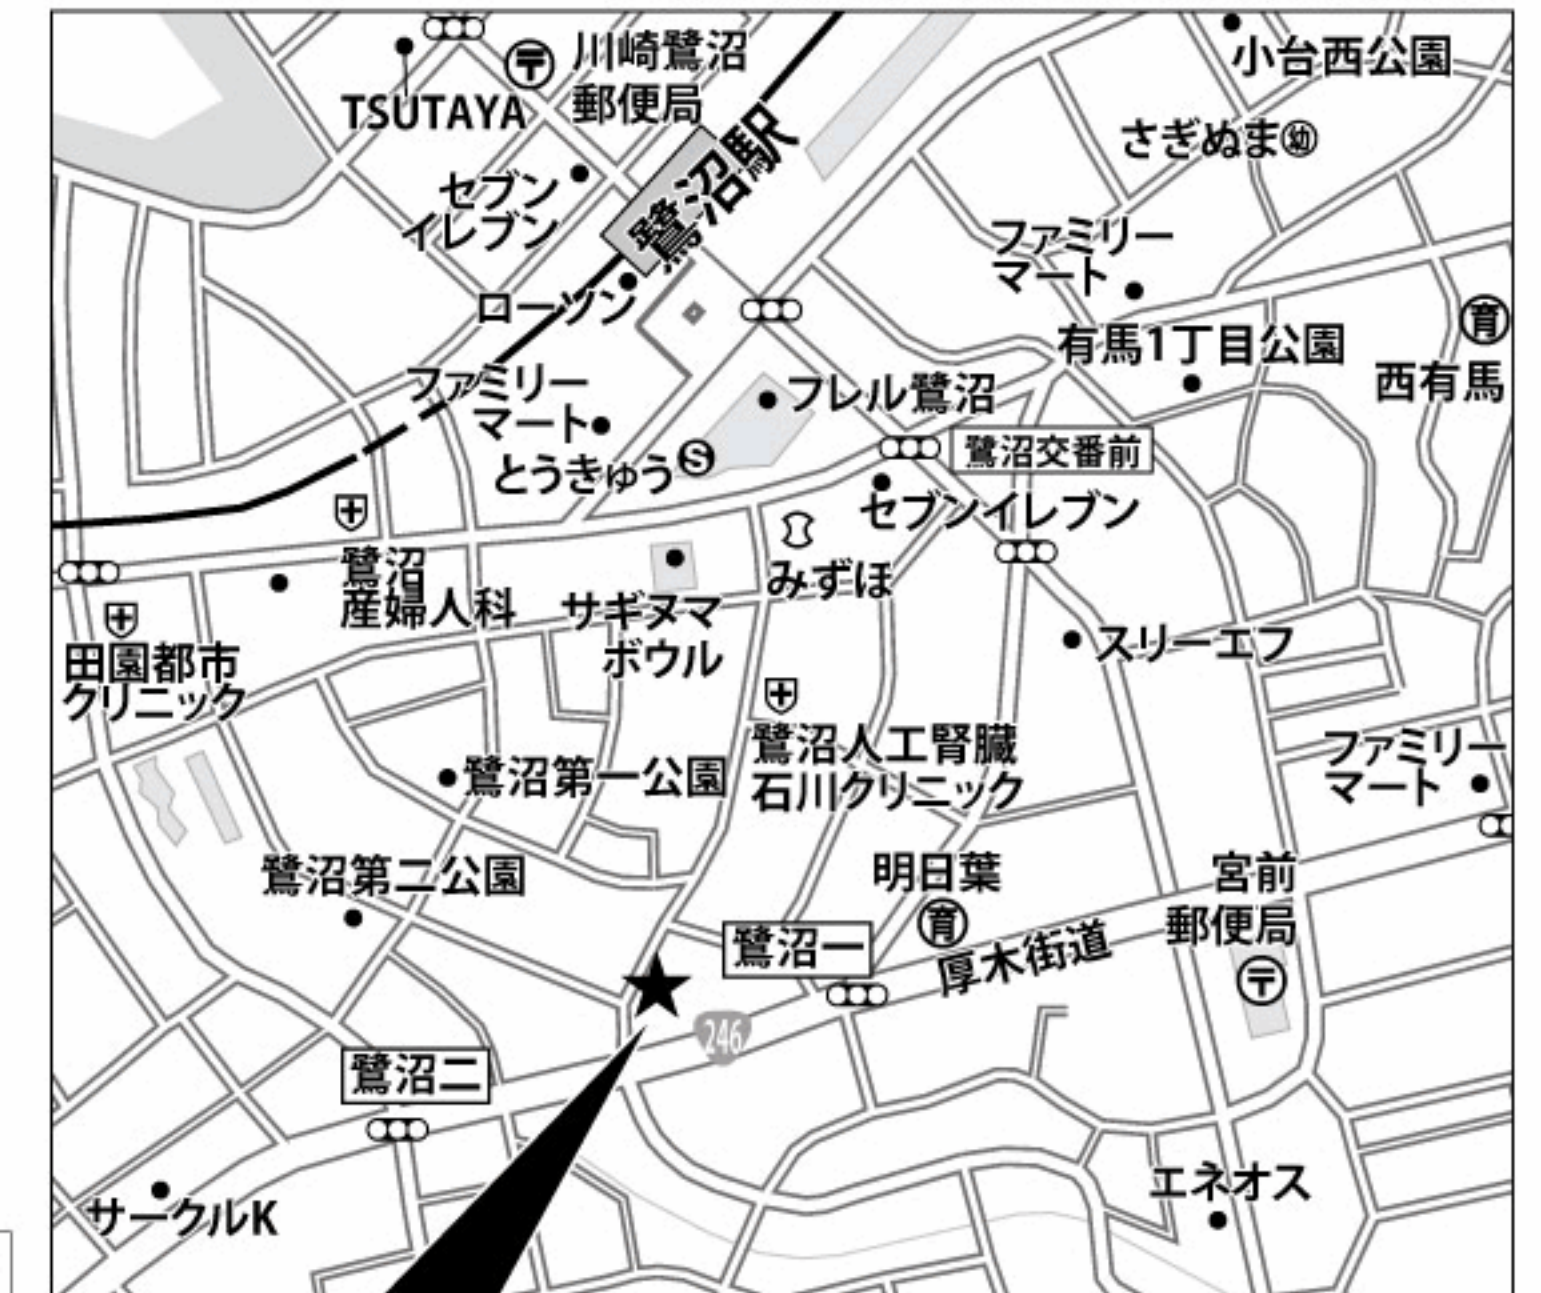 小台西公園
川崎鷺沼
郵便局
TSUTAYA
鷺沼駅
さぎぬま幼
セブン
イレブン
ファミリー
マート
ローソン
育
西有馬
有馬1丁目公園
ファミリー
マート
フレル鷺沼
鷺沼交番前
とうきゅう
S
セブンイレブン
鷺沼
産婦人科
みずほ
サギヌマ
ボウル
田園都市
クリニック
スリーエフ
鷺沼人工腎臓
石川クリニック
鷺沼第一公園
ファミリー
マート
鷺沼第二公園
明日葉
育
宮前
郵便局
鷺沼一
厚木街道
246
鷺沼二
エネオス
サークルK